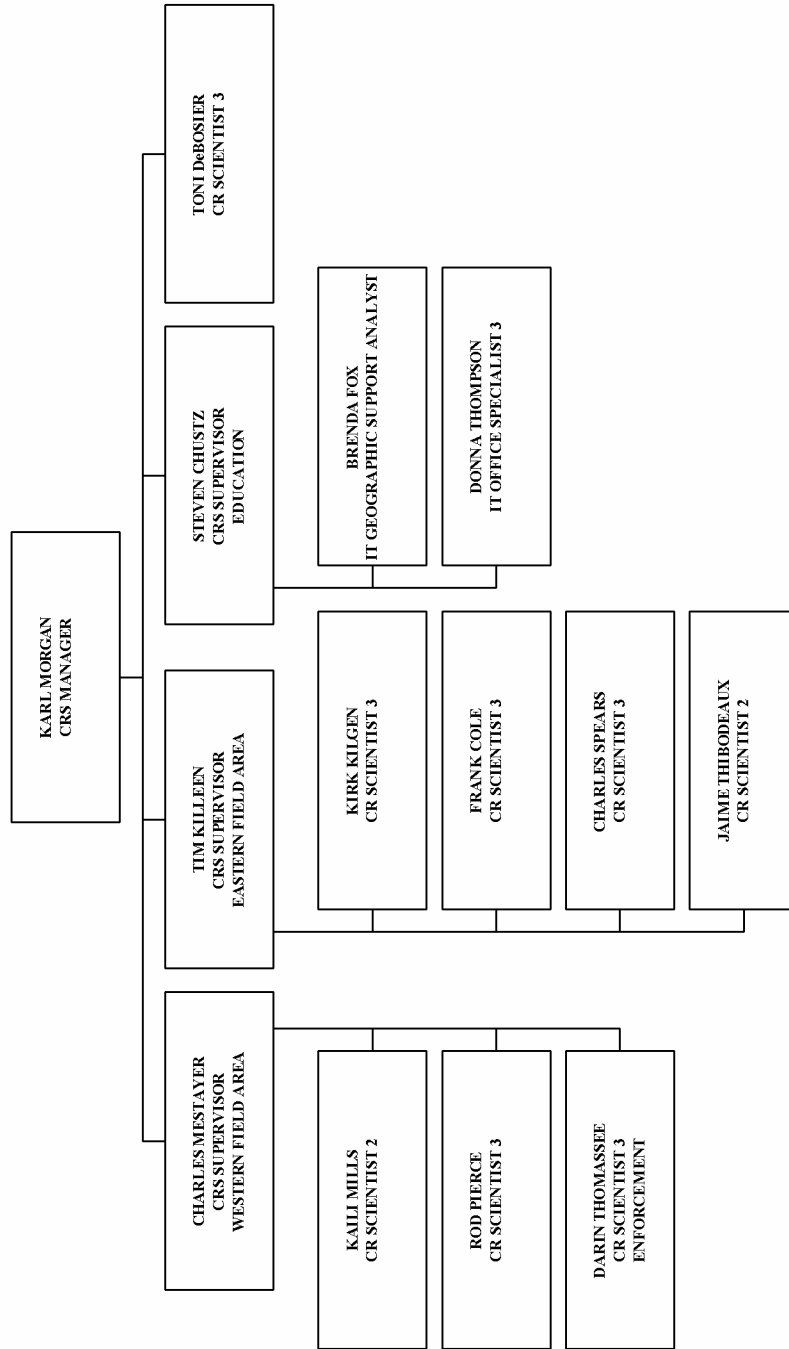 KARL MORGAN
CRS MANAGER
CHARLES MESTAYER
CRS SUPERVISOR
WESTERN FIELD AREA
TIM KILLEEN
CRS SUPERVISOR
EASTERN FIELD AREA
STEVEN CHUSTZ
CRS SUPERVISOR
EDUCATION
TONI DeBOSIER
CR SCIENTIST 3
KAILI MILLS
CR SCIENTIST 2
ROD PIERCE
CR SCIENTIST 3
DARIN THOMASSEE
CR SCIENTIST 3
ENFORCEMENT
KIRK KILGEN
CR SCIENTIST 3
FRANK COLE
CR SCIENTIST 3
CHARLES SPEARS
CR SCIENTIST 3
JAIME THIBODEAUX
CR SCIENTIST 2
BRENDA FOX
IT GEOGRAPHIC SUPPORT ANALYST
DONNA THOMPSON
IT OFFICE SPECIALIST 3